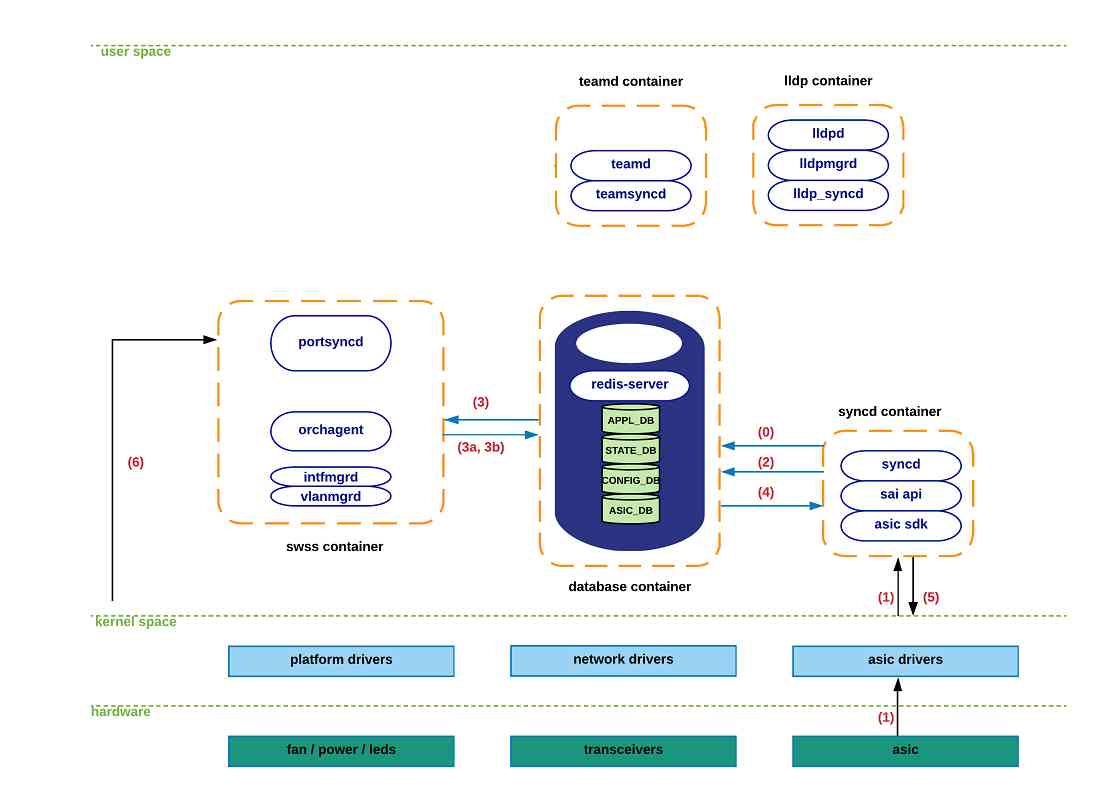 user space
teamd container
lldp container
lldpd
teamd
lldpmgrd
teamsyncd
lldp_syncd
portsyncd
redis-server
(3)
APPL_DB
syncd container
orchagent
(0)
(3a, 3b)
STATE_DB
(6)
(2)
syncd
intfmgrd
CONFIG_DB
vlanmgrd
(4)
sai api
ASIC_DB
asic sdk
swss container
database container
(1)
(5)
kernel space
platform drivers
network drivers
asic drivers
hardware
(1)
fan / power / leds
transceivers
asic